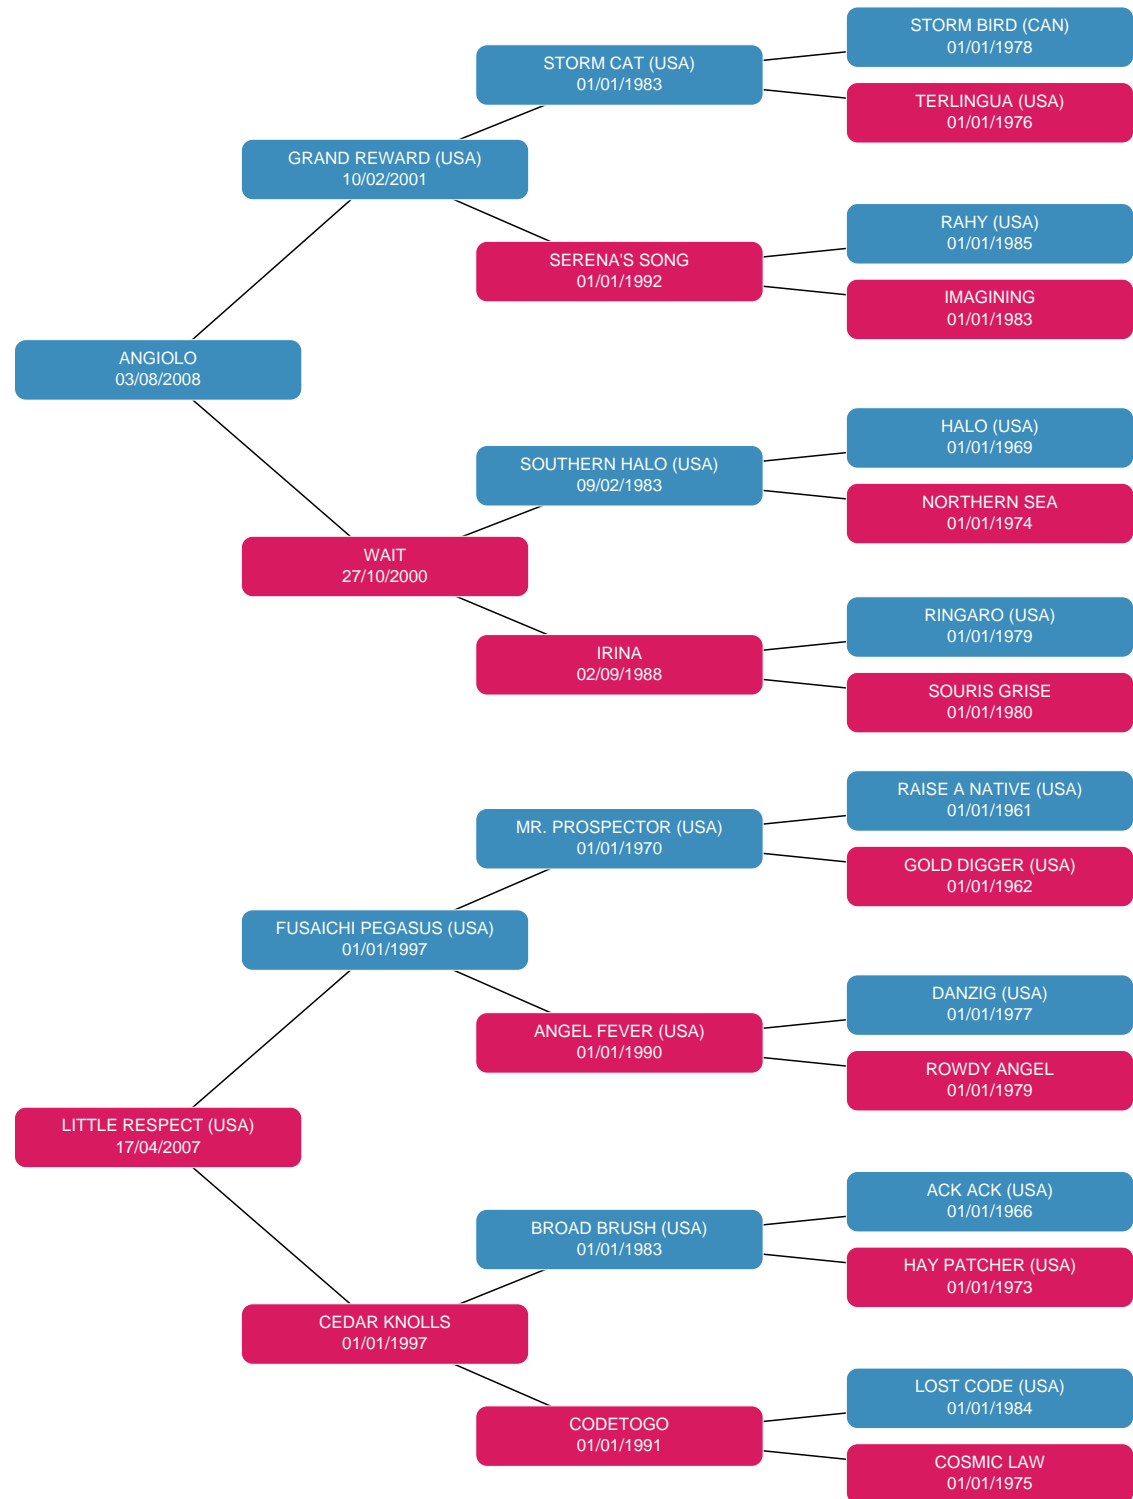 STORM BIRD (CAN)
01/01/1978
STORM CAT (USA)
01/01/1983
TERLINGUA (USA)
01/01/1976
GRAND REWARD (USA)
10/02/2001
RAHY (USA)
01/01/1985
SERENA'S SONG
01/01/1992
IMAGINING
01/01/1983
ANGIOLO
03/08/2008
HALO (USA)
01/01/1969
SOUTHERN HALO (USA)
09/02/1983
NORTHERN SEA
01/01/1974
WAIT
27/10/2000
RINGARO (USA)
01/01/1979
IRINA
02/09/1988
SOURIS GRISE
01/01/1980
RAISE A NATIVE (USA)
01/01/1961
MR. PROSPECTOR (USA)
01/01/1970
GOLD DIGGER (USA)
01/01/1962
FUSAICHI PEGASUS (USA)
01/01/1997
DANZIG (USA)
01/01/1977
ANGEL FEVER (USA)
01/01/1990
ROWDY ANGEL
01/01/1979
LITTLE RESPECT (USA)
17/04/2007
ACK ACK (USA)
01/01/1966
BROAD BRUSH (USA)
01/01/1983
HAY PATCHER (USA)
01/01/1973
CEDAR KNOLLS
01/01/1997
LOST CODE (USA)
01/01/1984
CODETOGO
01/01/1991
COSMIC LAW
01/01/1975